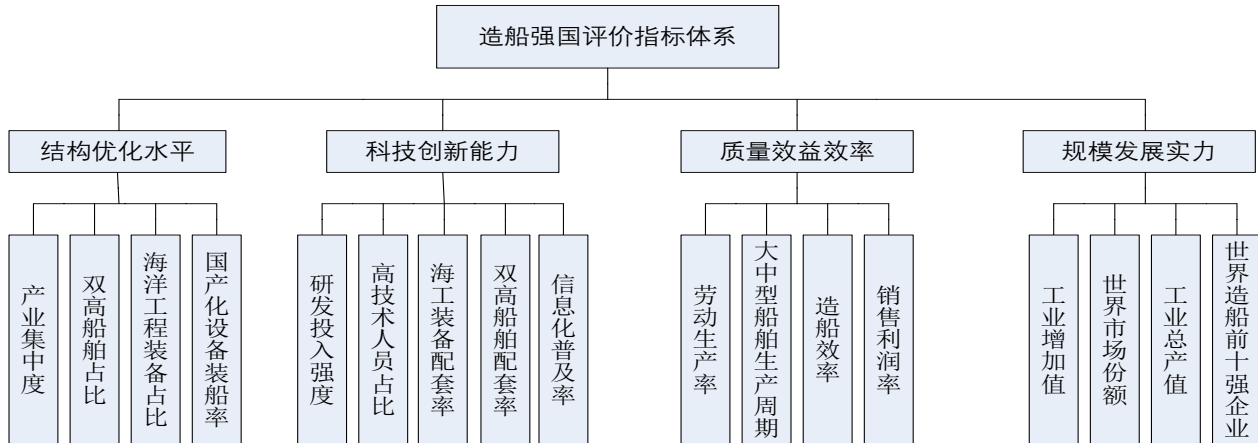 造船强国评价指标体系
结构优化水平
科技创新能力
质量效益效率
规模发展实力
产业集中度
双高船舶占比
海洋工程装备占比
国产化设备装船率
研发投入强度
高技术人员占比
海工装备配套率
双高船舶配套率
信息化普及率
劳动生产率
大中型船舶生产周期
造船效率
销售利润率
工业增加值
世界市场份额
工业总产值
世界造船前十强企业